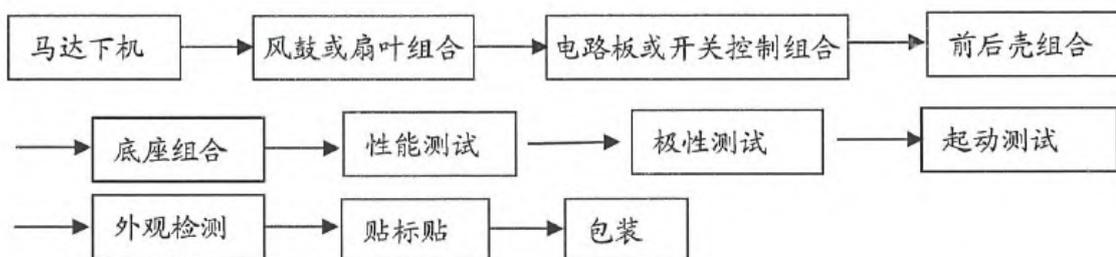 马达下机 风鼓或扇叶组合 电路板或开关控制组合 前后壳组合
底座组合 性能测试 极性测试 起动测试
外观检测 贴标贴 包装